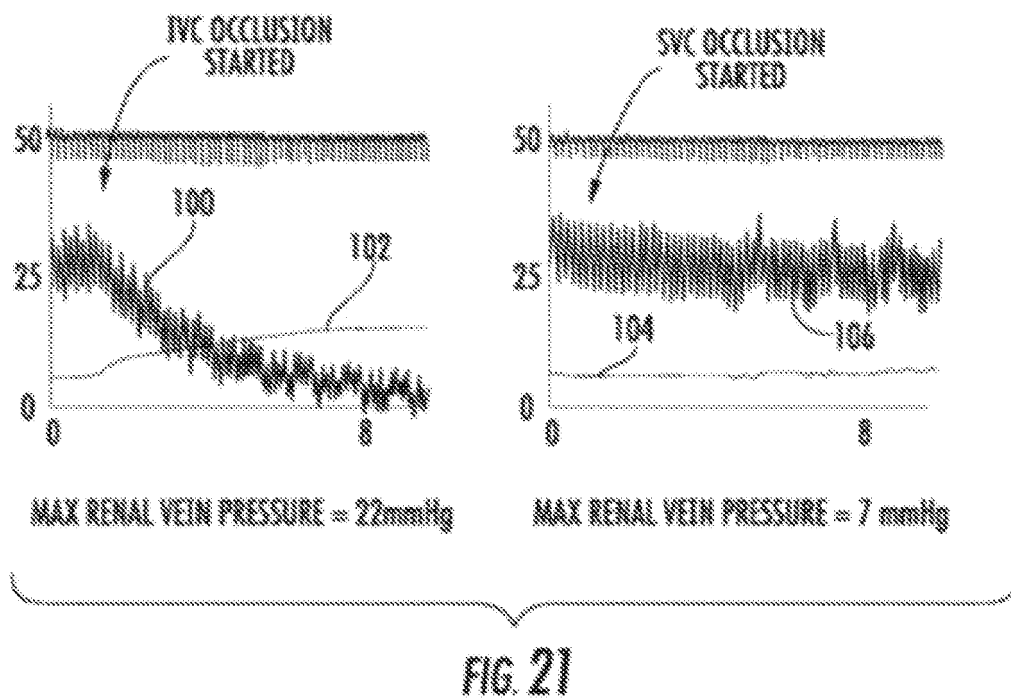 IVC OCCLUSION
STARTED
50
25
0
0
8
100
102
MAX RENAL VEIN PRESSURE = 22mmHg
SVC OCCLUSION
STARTED
50
25
0
0
8
104
106
MAX RENAL VEIN PRESSURE = 7 mmHg
FIG. 21